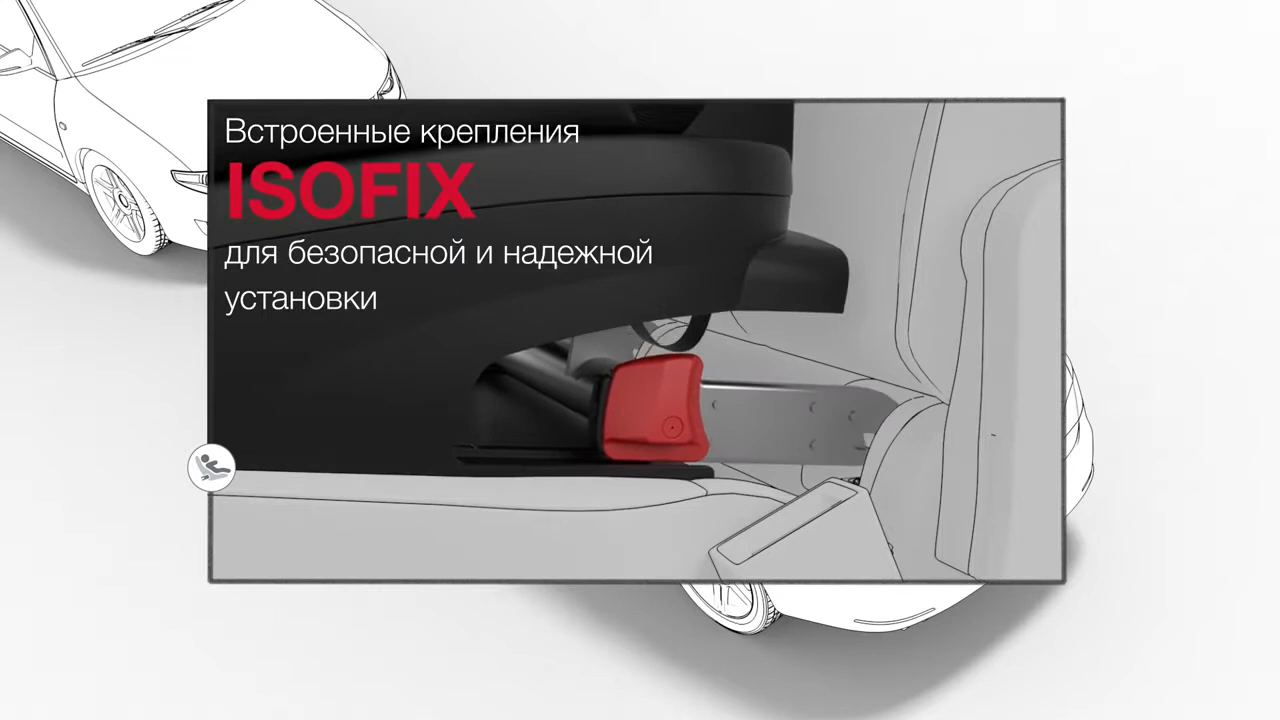 Встроенные крепления
ISOFIX
для безопасной и надежной
установки